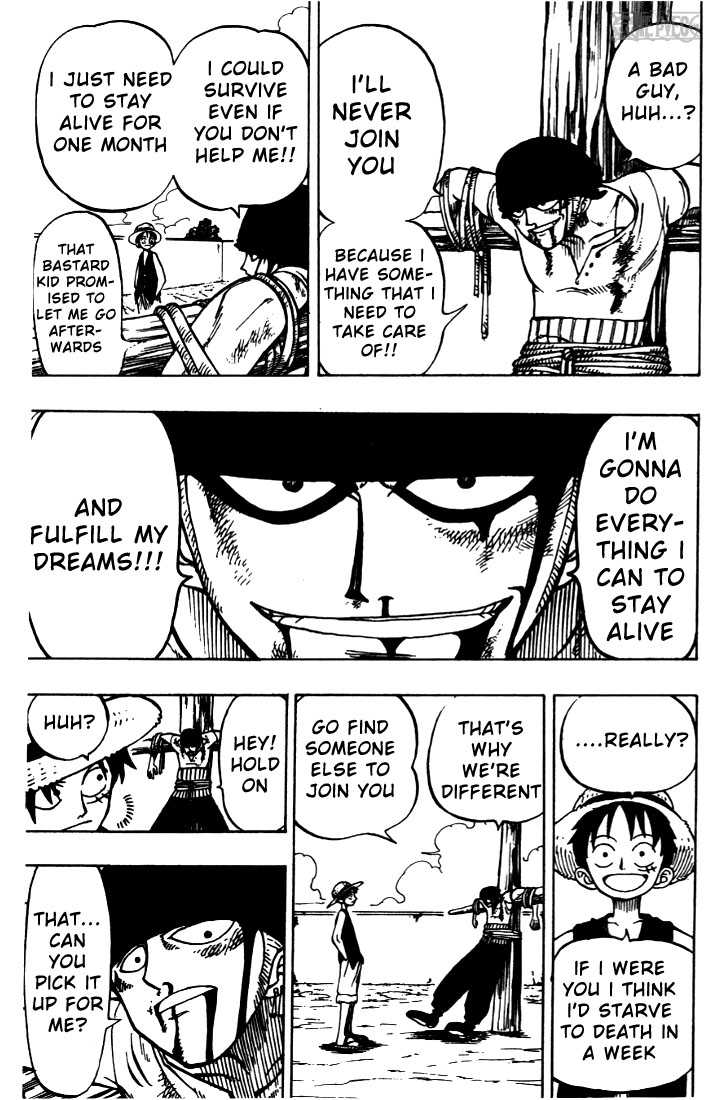 A BAD
GUY,
HUH...?
I'LL
NEVER
JOIN
YOU
BECAUSE I
HAVE SOME-
THING THAT I
NEED TO
TAKE CARE
OF!!
I COULD
SURVIVE
EVEN IF
YOU DON'T
HELP ME!!
I JUST NEED
TO STAY
ALIVE FOR
ONE MONTH
THAT
BASTARD
KID PROM-
ISED TO
LET ME GO
AFTER-
WARDS
I'M
GONNA
DO
EVERY-
THING I
CAN TO
STAY
ALIVE
AND
FULFILL MY
DREAMS!!!
....REALLY?
IF I WERE
YOU I THINK
I'D STARVE
TO DEATH IN
A WEEK
THAT'S
WHY
WE'RE
DIFFERENT
GO FIND
SOMEONE
ELSE TO
JOIN YOU
HEY!
HOLD
ON
HUH?
THAT...
CAN
YOU
PICK IT
UP FOR
ME?